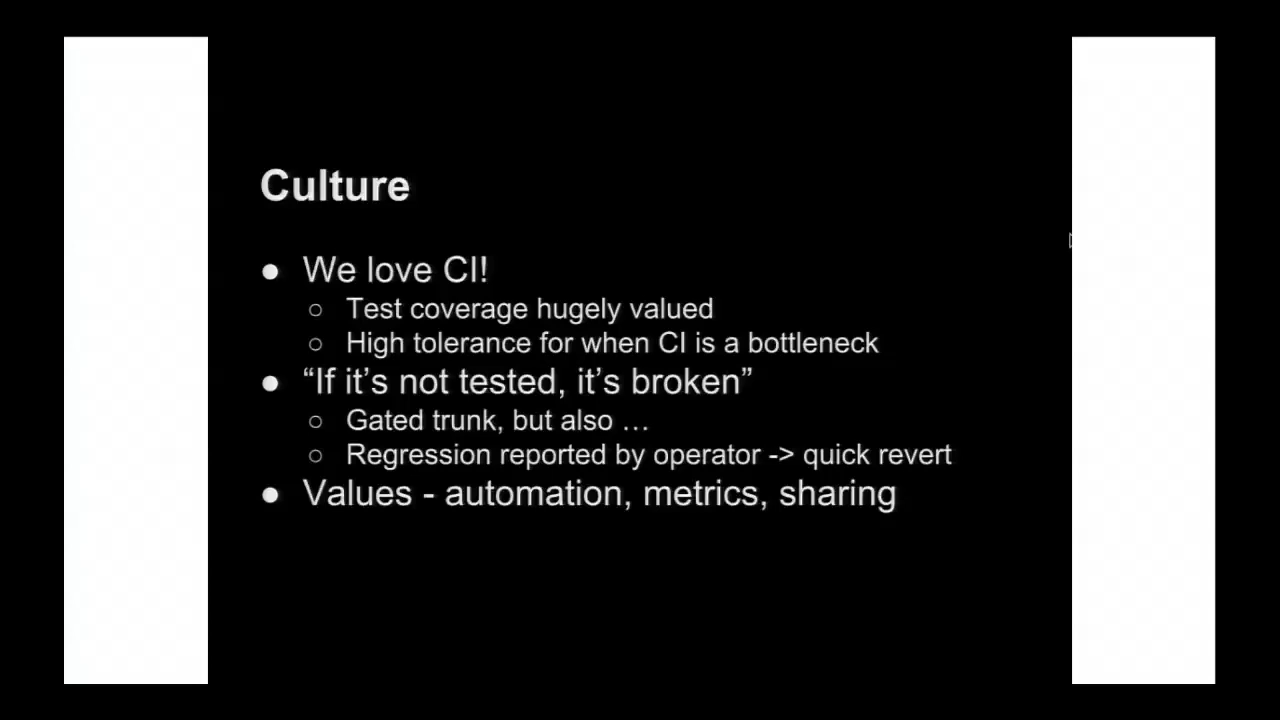 Culture
● We love CI!
○ Test coverage hugely valued
○ High tolerance for when CI is a bottleneck
● “If it’s not tested, it’s broken”
○ Gated trunk, but also …
○ Regression reported by operator -> quick revert
● Values - automation, metrics, sharing